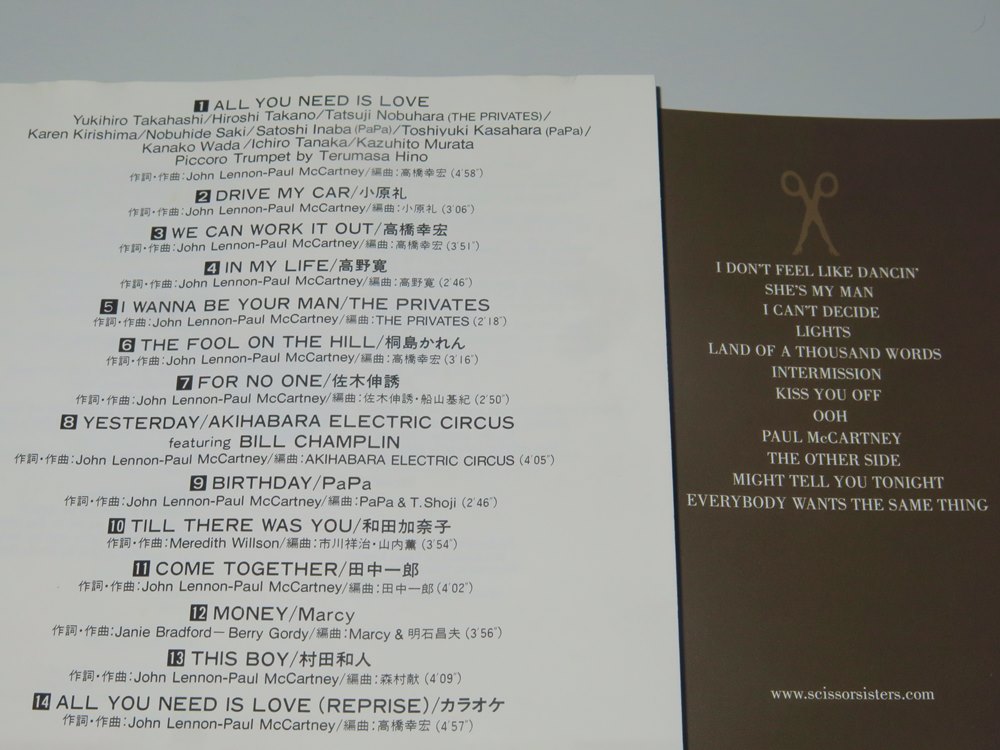 1 ALL YOU NEED IS LOVE
Yukihiro Takahashi/Hiroshi Takano/Tatsuji Nobuhara (THE PRIVATES)/
Karen Kirishima/Nobuhide Saki/Satoshi Inaba (PaPa)/Toshiyuki Kasahara (PaPa)/
Kanako Wada/Ichiro Tanaka/Kazuhito Murata
Piccoro Trumpet by Terumasa Hino
作詞・作曲:John Lennon-Paul McCartney/編曲:高橋幸宏 (4'58")
2 DRIVE MY CAR/小原礼
作詞・作曲:John Lennon-Paul McCartney/編曲:小原礼 (3'06")
3 WE CAN WORK IT OUT/高橋幸宏
作詞・作曲:John Lennon-Paul McCartney/編曲:高橋幸宏 (3'51")
4 IN MY LIFE/高野寛
作詞・作曲:John Lennon-Paul McCartney/編曲:高野寛 (2'46")
5 I WANNA BE YOUR MAN/THE PRIVATES
作詞・作曲:John Lennon-Paul McCartney/編曲:THE PRIVATES (2'18")
6 THE FOOL ON THE HILL/桐島かれん
作詞・作曲:John Lennon-Paul McCartney/編曲:高橋幸宏 (3'16")
7 FOR NO ONE/佐木伸誘
作詞・作曲:John Lennon-Paul McCartney/編曲:佐木伸誘・船山基紀 (2'50")
8 YESTERDAY/AKIHABARA ELECTRIC CIRCUS
featuring BILL CHAMPLIN
作詞・作曲:John Lennon-Paul McCartney/編曲:AKIHABARA ELECTRIC CIRCUS (4'05")
9 BIRTHDAY/PaPa
作詞・作曲:John Lennon-Paul McCartney/編曲:PaPa & T.Shoji (2'46")
10 TILL THERE WAS YOU/和田加奈子
作詞・作曲:Meredith Willson/編曲:市川祥治・山内薫 (3'54")
11 COME TOGETHER/田中一郎
作詞・作曲:John Lennon-Paul McCartney/編曲:田中一郎 (4'02")
12 MONEY/Marcy
作詞・作曲:Janie Bradford－Berry Gordy/編曲:Marcy & 明石昌夫 (3'56")
13 THIS BOY/村田和人
作詞・作曲:John Lennon-Paul McCartney/編曲:森村献 (4'09")
14 ALL YOU NEED IS LOVE (REPRISE)/カラオケ
作詞・作曲:John Lennon-Paul McCartney/編曲:高橋幸宏 (4'57")
I DON'T FEEL LIKE DANCIN'
SHE'S MY MAN
I CAN'T DECIDE
LIGHTS
LAND OF A THOUSAND WORDS
INTERMISSION
KISS YOU OFF
OOH
PAUL McCARTNEY
THE OTHER SIDE
MIGHT TELL YOU TONIGHT
EVERYBODY WANTS THE SAME THING
www.scissorsisters.com